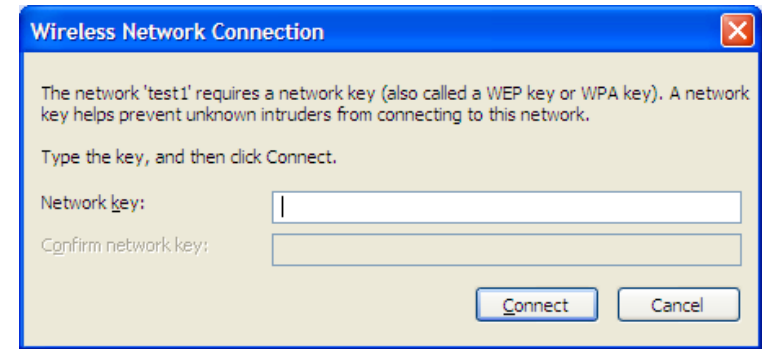 Wireless Network Connection
The network 'test1' requires a network key (also called a WEP key or WPA key). A network
key helps prevent unknown intruders from connecting to this network.
Type the key, and then click Connect.
Network key:
Confirm network key:
Connect Cancel